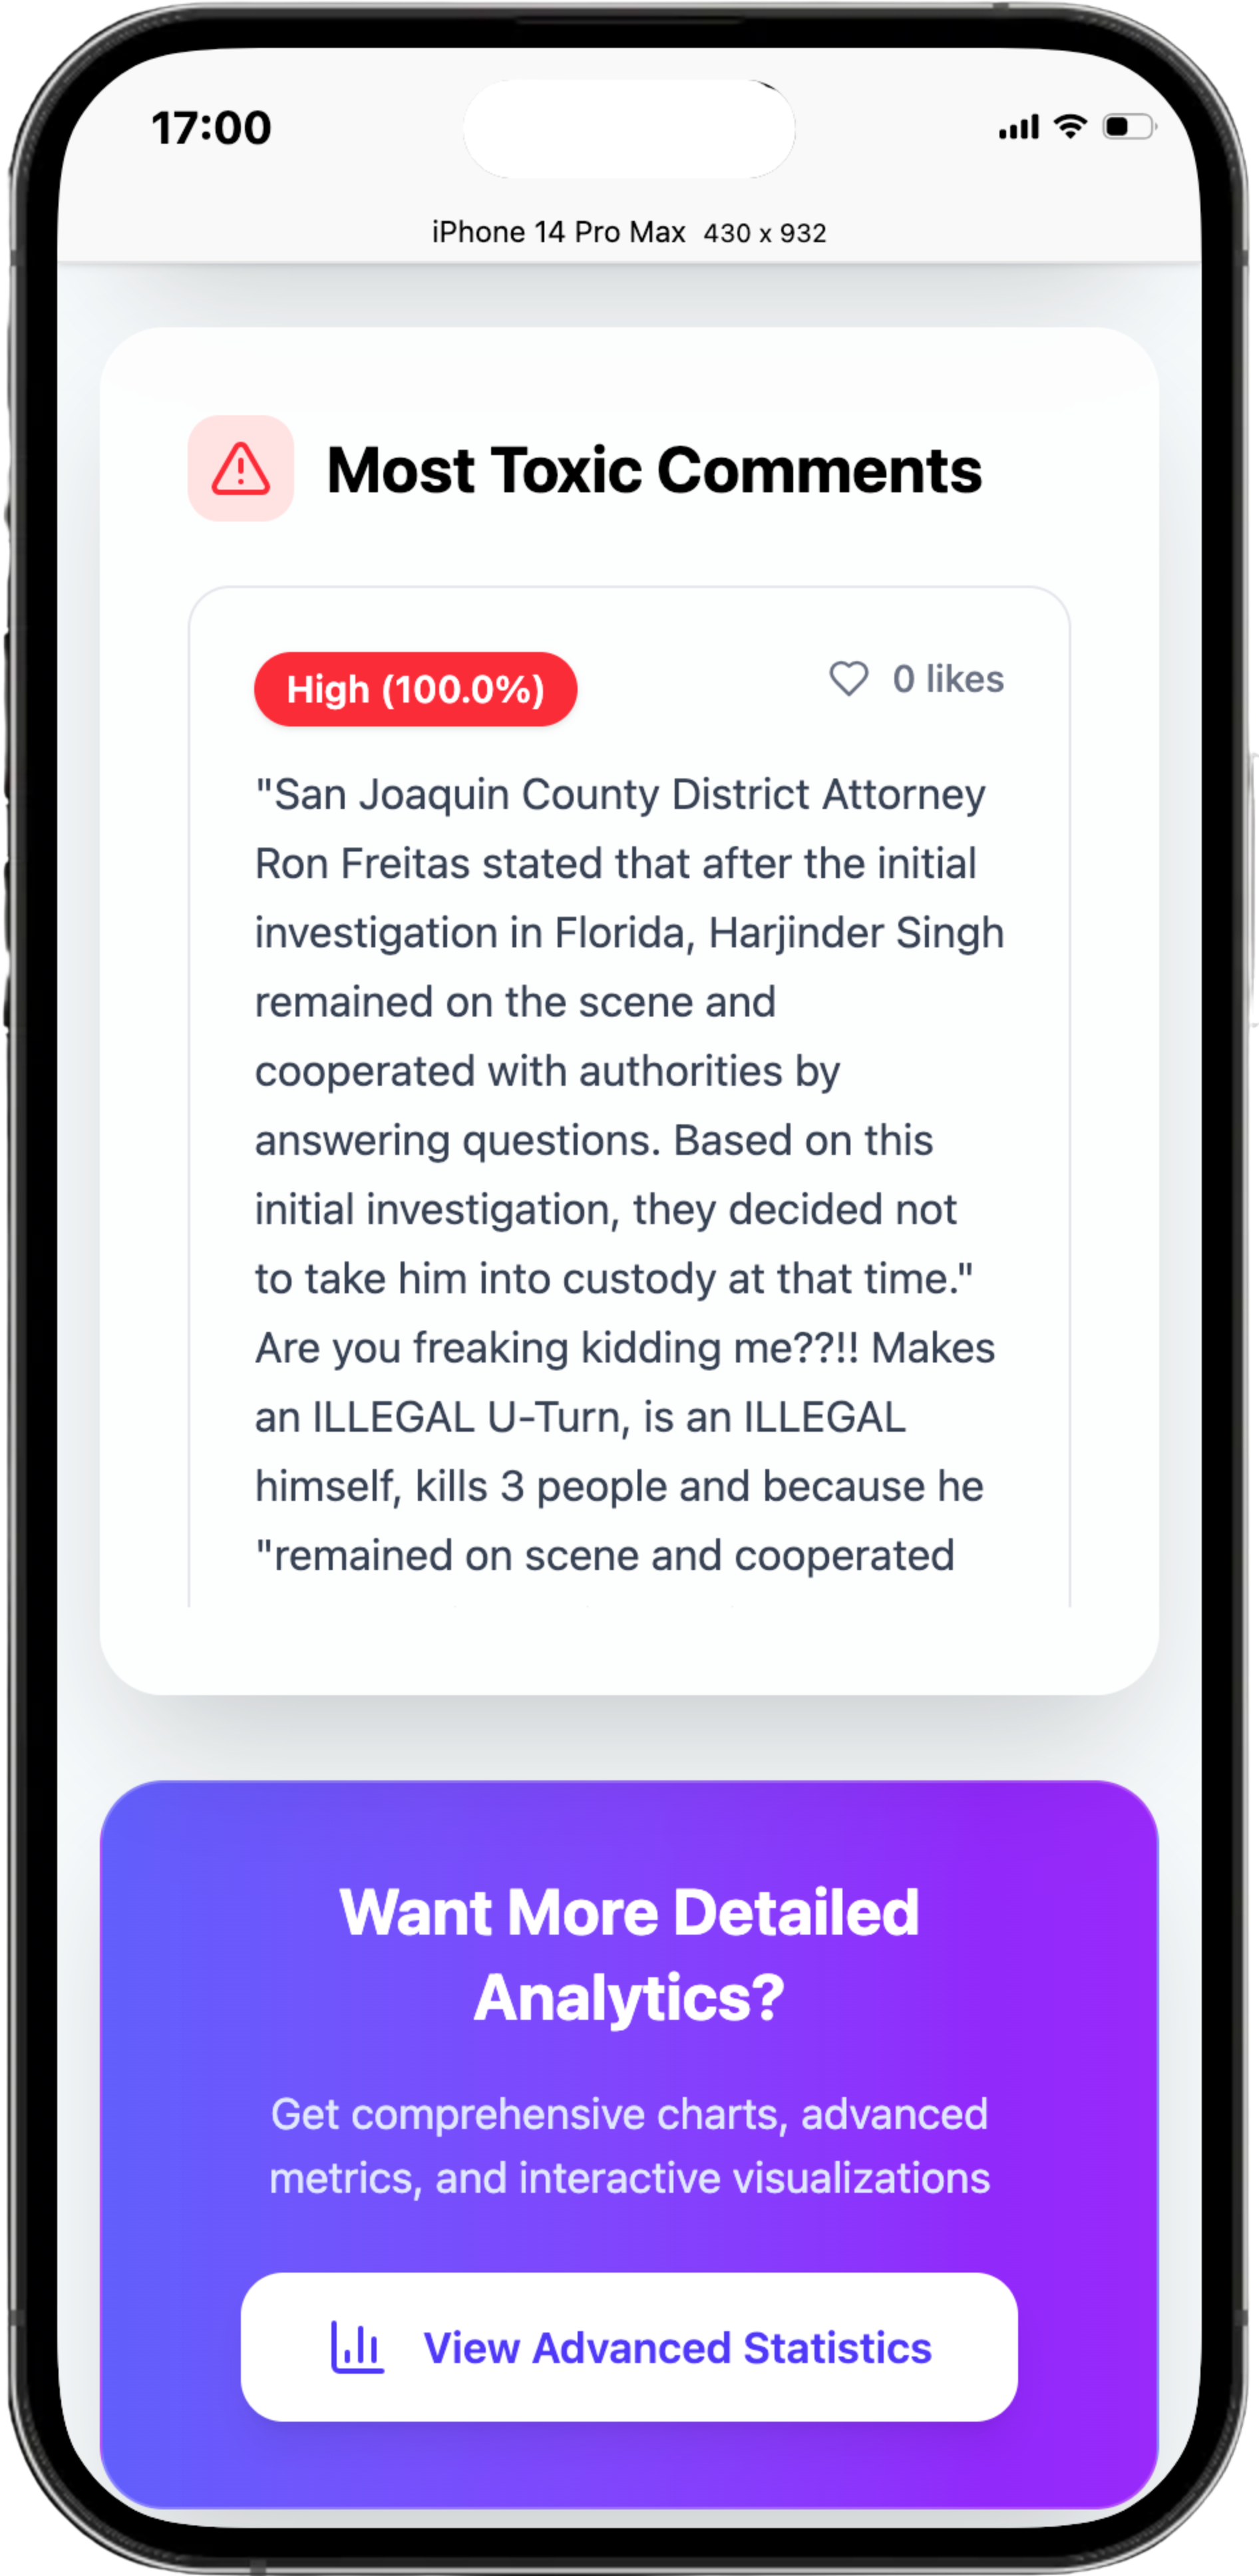 17:00
iPhone 14 Pro Max 430 x 932
Most Toxic Comments
High (100.0%)
0 likes
"San Joaquin County District Attorney
Ron Freitas stated that after the initial
investigation in Florida, Harjinder Singh
remained on the scene and
cooperated with authorities by
answering questions. Based on this
initial investigation, they decided not
to take him into custody at that time."
Are you freaking kidding me??!! Makes
an ILLEGAL U-Turn, is an ILLEGAL
himself, kills 3 people and because he
"remained on scene and cooperated
Want More Detailed
Analytics?
Get comprehensive charts, advanced
metrics, and interactive visualizations
View Advanced Statistics